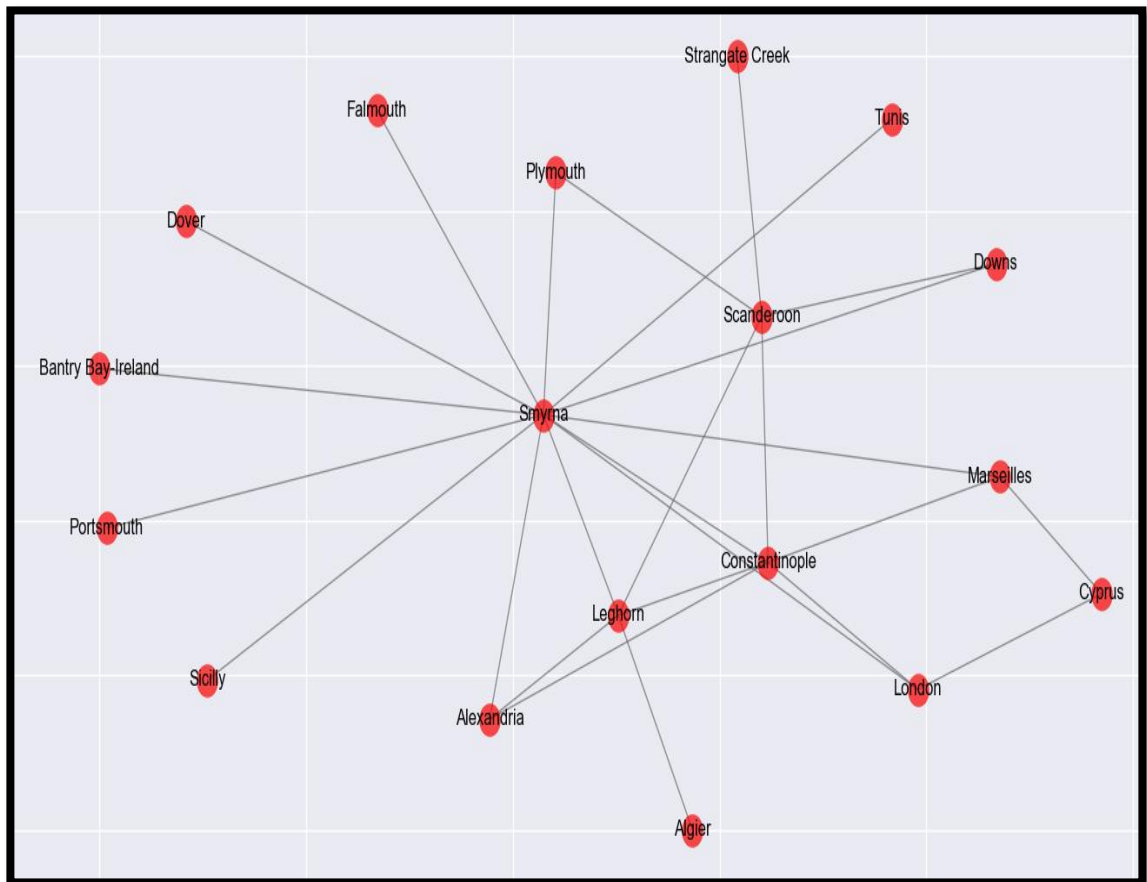 Strangate Creek
Falmouth
Tunis
Plymouth
Dover
Downs
Scanderoon
Bantry Bay-Ireland
Smyrna
Marseilles
Portsmouth
Constantinople
Cyprus
Leghorn
Sicilly
London
Alexandria
Algier